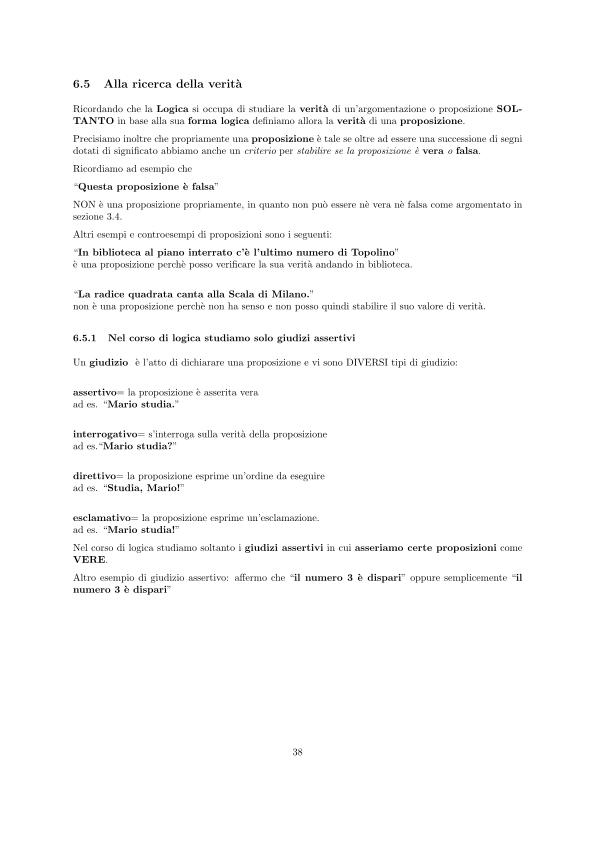 6.5 Alla ricerca della verità
Ricordando che la Logica si occupa di studiare la verità di un'argomentazione o proposizione SOL-
TANTO in base alla sua forma logica definiamo allora la verità di una proposizione.
Precisiamo inoltre che propriamente una proposizione è tale se oltre ad essere una successione di segni
dotati di significato abbiamo anche un criterio per stabilire se la proposizione è vera o falsa.
Ricordiamo ad esempio che
“Questa proposizione è falsa”
NON è una proposizione propriamente, in quanto non può essere nè vera nè falsa come argomentato in
sezione 3.4.
Altri esempi e controesempi di proposizioni sono i seguenti:
“In biblioteca al piano interrato c'è l'ultimo numero di Topolino”
è una proposizione perchè posso verificare la sua verità andando in biblioteca.
“La radice quadrata canta alla Scala di Milano.”
non è una proposizione perchè non ha senso e non posso quindi stabilire il suo valore di verità.
6.5.1 Nel corso di logica studiamo solo giudizi assertivi
Un giudizio è l'atto di dichiarare una proposizione e vi sono DIVERSI tipi di giudizio:
assertivo= la proposizione è asserita vera
ad es. “Mario studia.”
interrogativo= s'interroga sulla verità della proposizione
ad es.“Mario studia?”
direttivo= la proposizione esprime un'ordine da eseguire
ad es. “Studia, Mario!”
esclamativo= la proposizione esprime un'esclamazione.
ad es. “Mario studia!”
Nel corso di logica studiamo soltanto i giudizi assertivi in cui asseriamo certe proposizioni come
VERE.
Altro esempio di giudizio assertivo: affermo che “il numero 3 è dispari” oppure semplicemente “il
numero 3 è dispari”
38